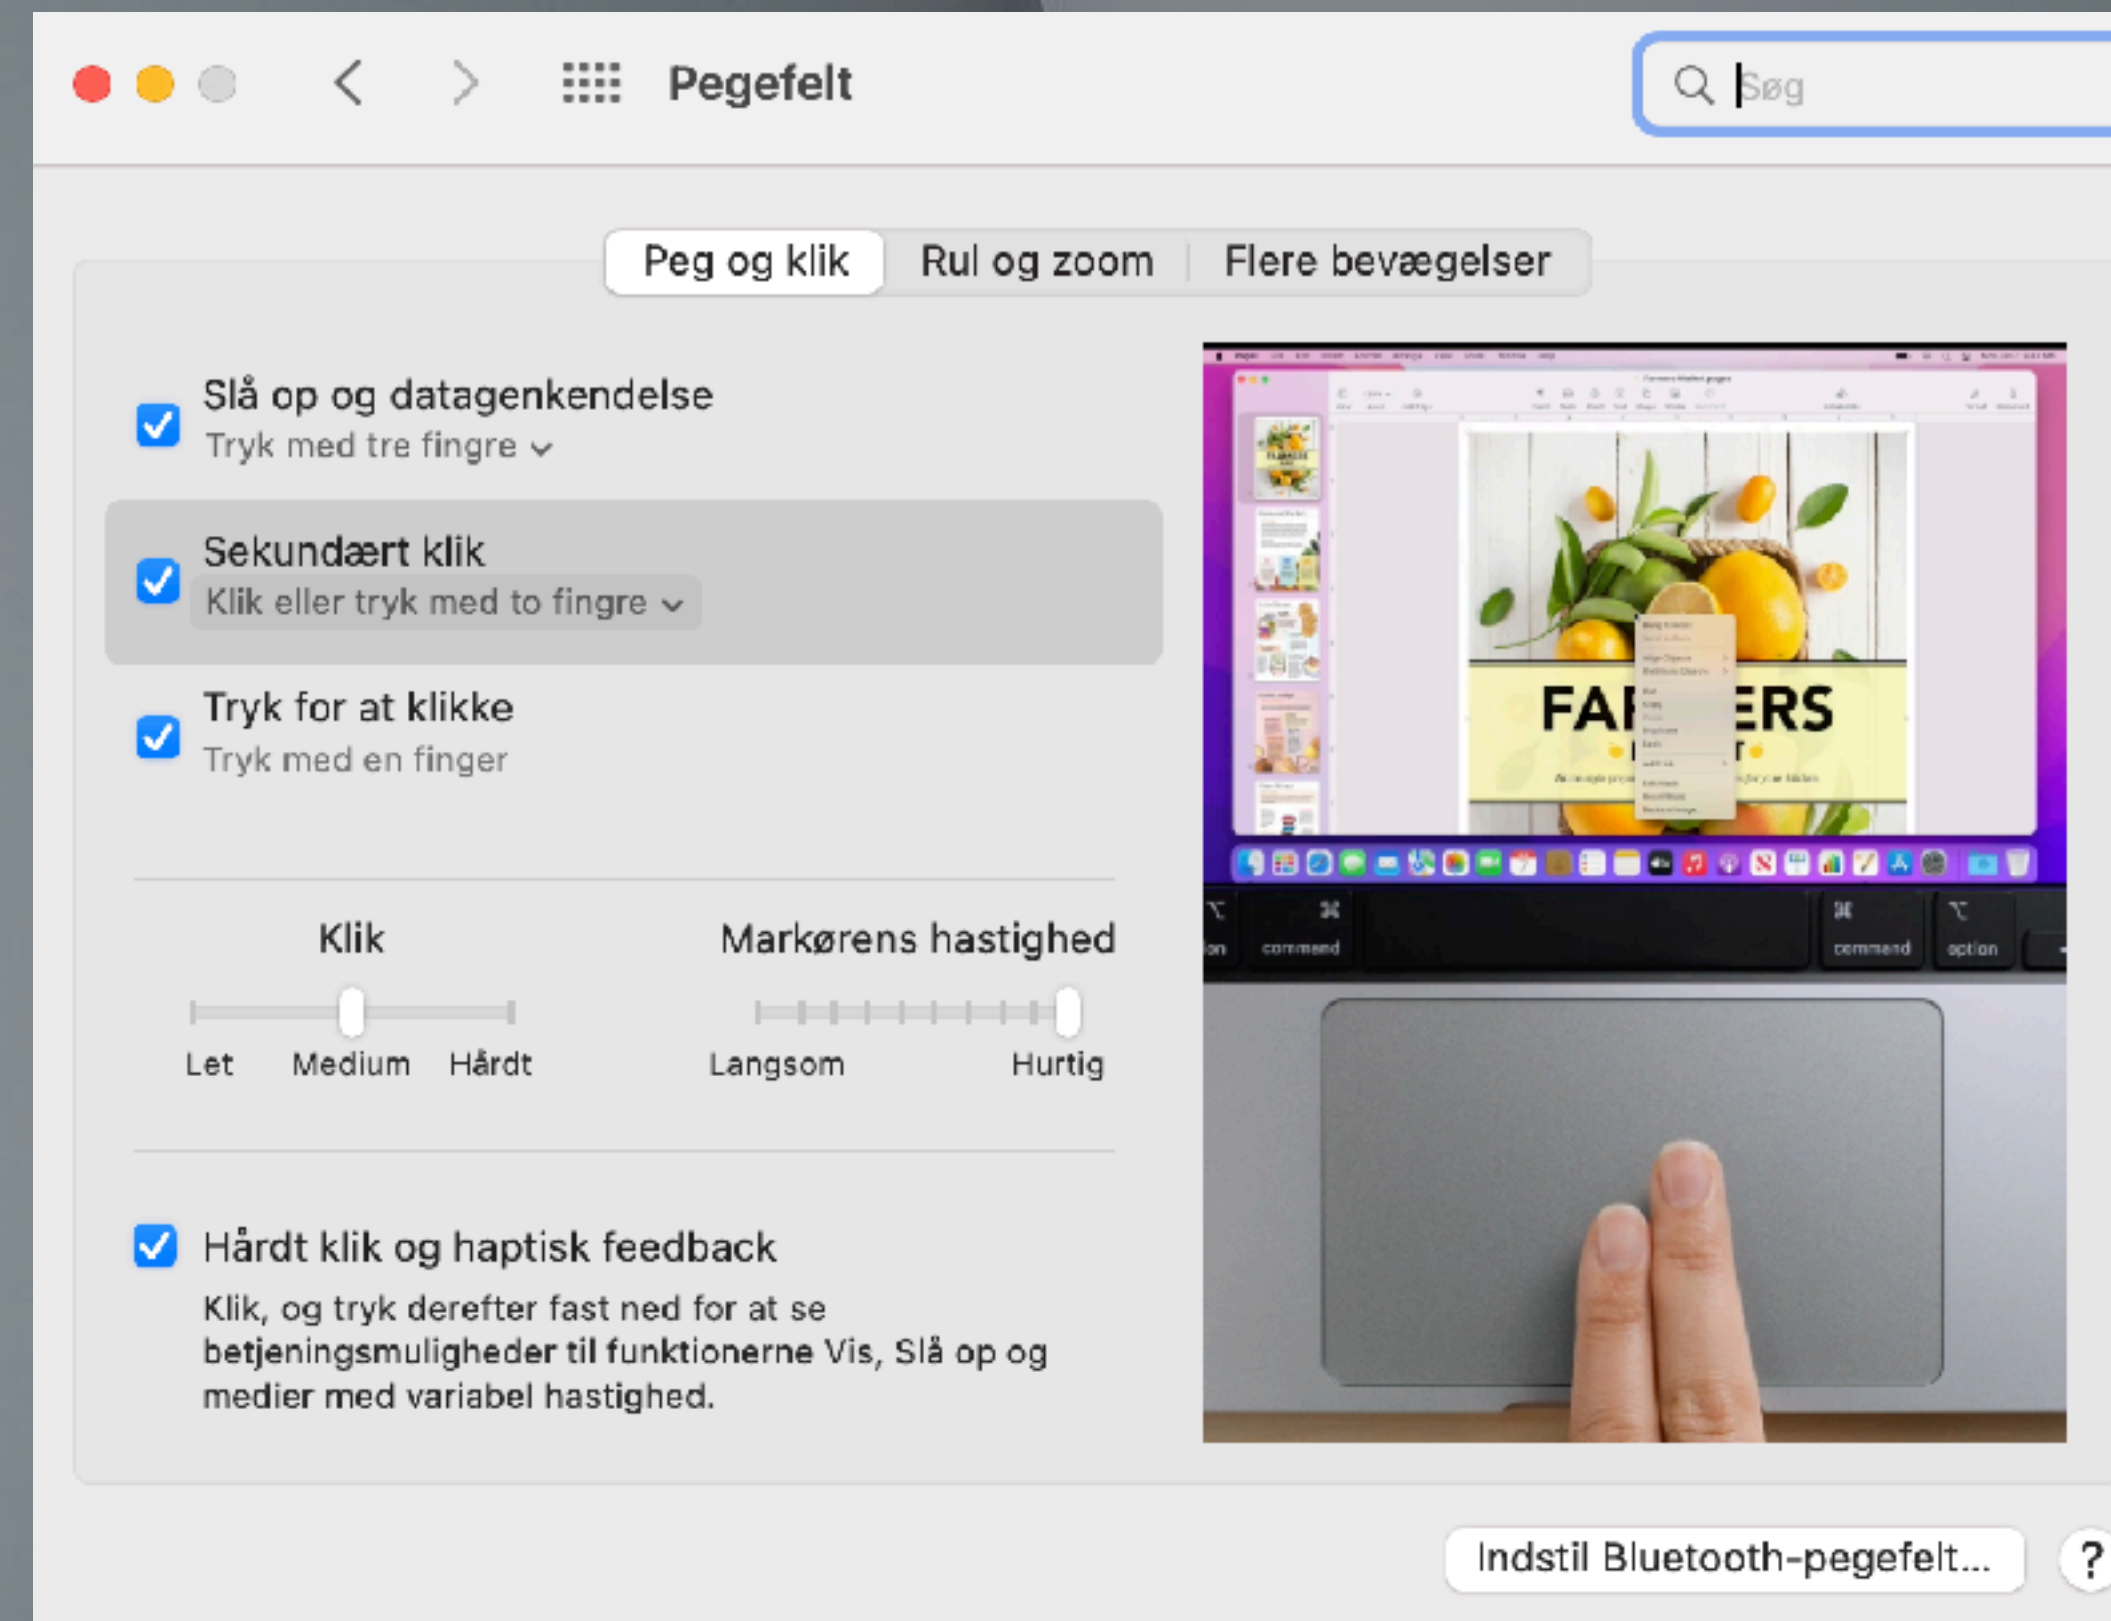 Pegefelt
Søg
Peg og klik
Rul og zoom
Flere bevægelser
Slå op og datagenkendelse
Tryk med tre fingre
Sekundært klik
Klik eller tryk med to fingre
Tryk for at klikke
Tryk med en finger
Klik
Let
Medium
Hårdt
Markørens hastighed
Langsom
Hurtig
Hårdt klik og haptisk feedback
Klik, og tryk derefter fast ned for at se
betjeningsmuligheder til funktionerne Vis, Slå op og
medier med variabel hastighed.
command
command
option
Indstil Bluetooth-pegefelt...
?